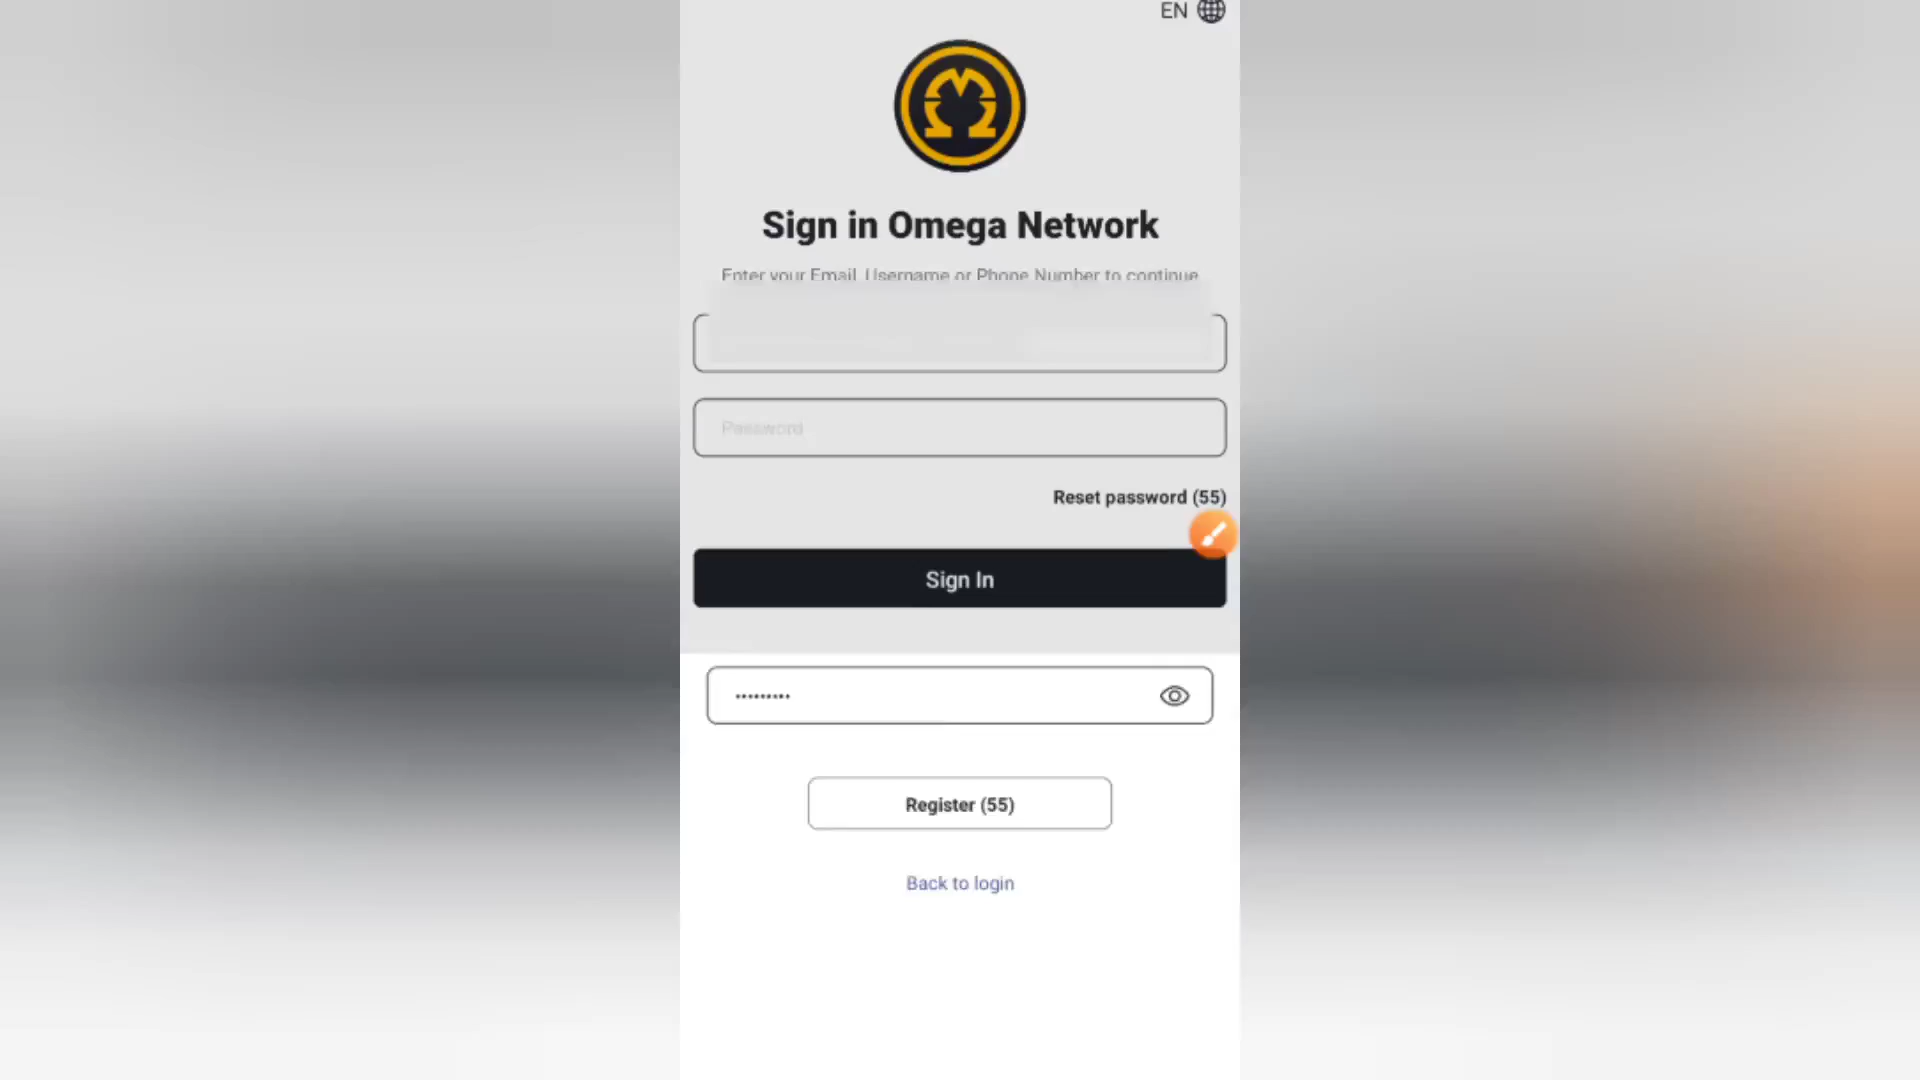 EN
Sign in Omega Network
Enter your Email, Username or Phone Number to continue
Password
Reset password (55)
Sign In
•••••••••
Register (55)
Back to login